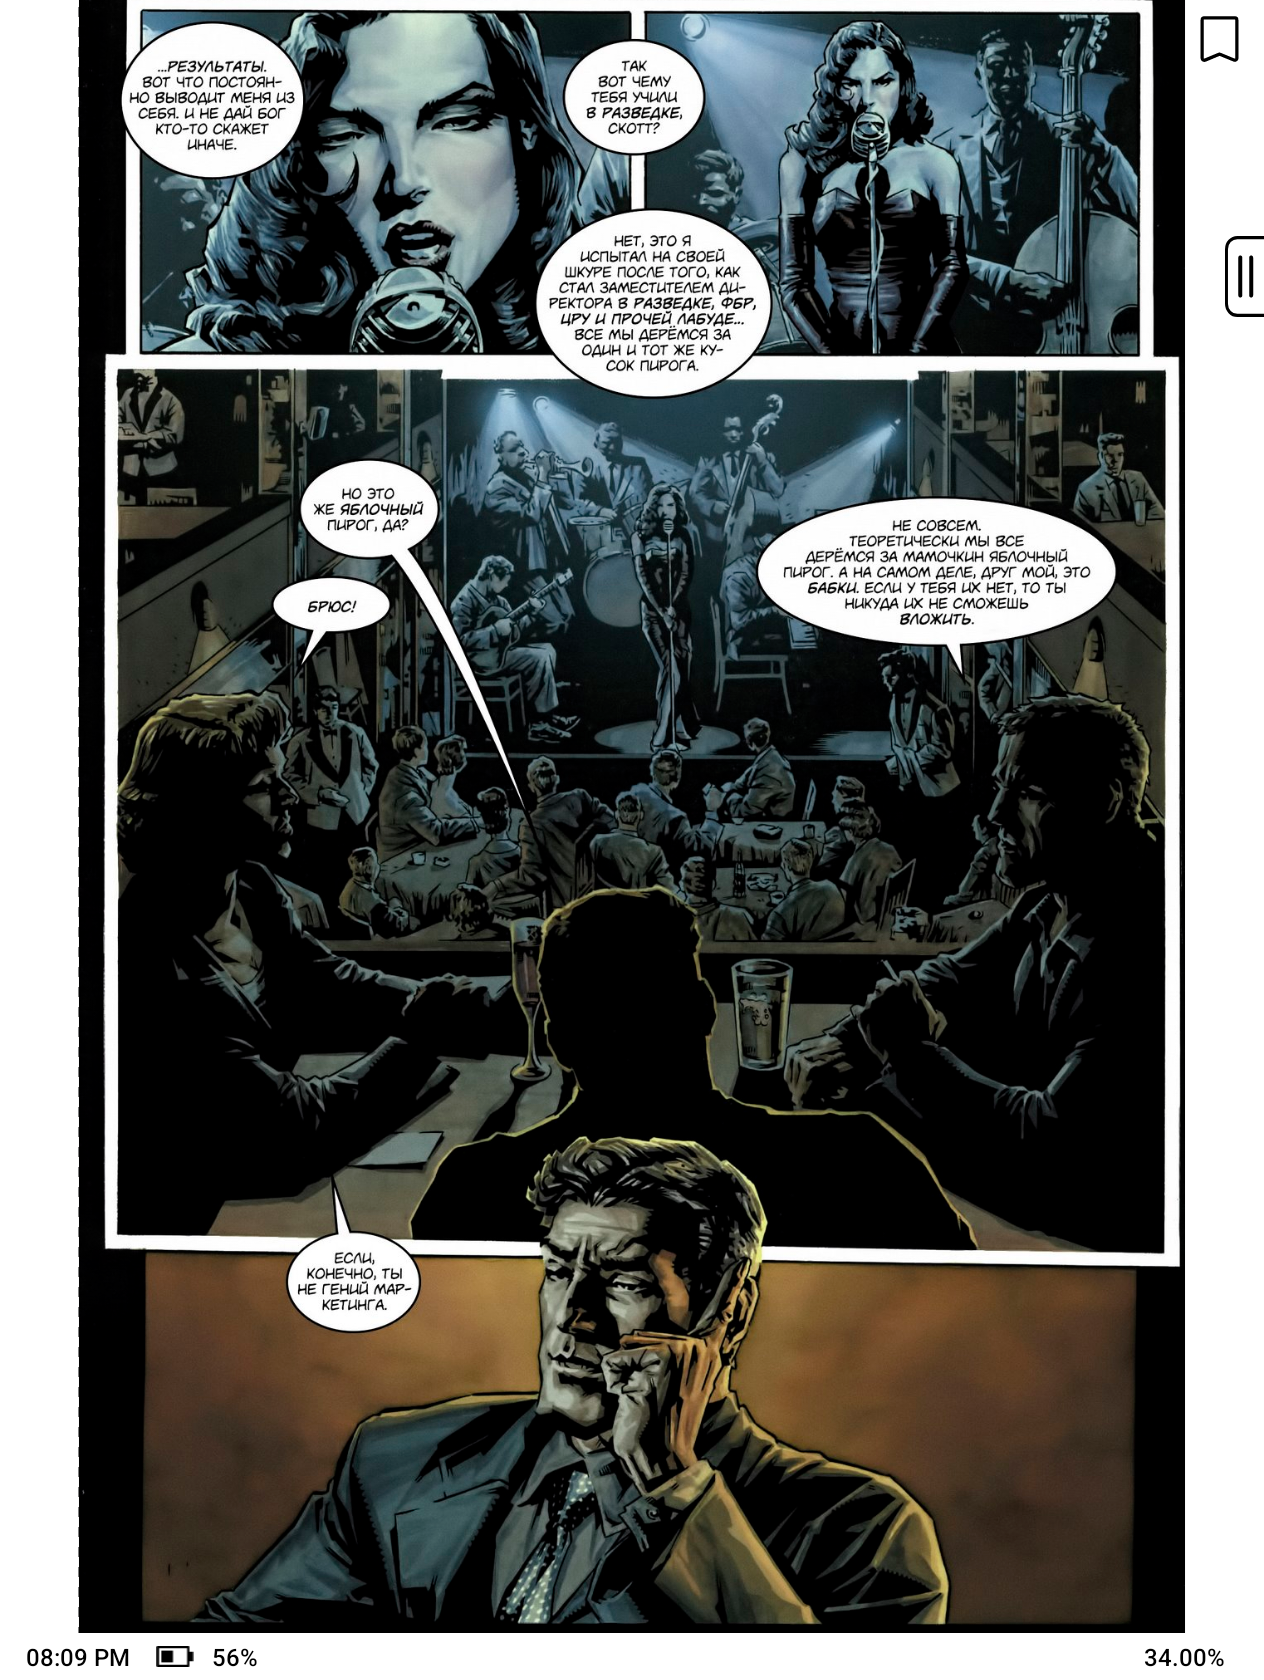 ...РЕЗУЛЬТАТЫ.
ВОТ ЧТО ПОСТОЯН-
НО ВЫВОДИТ МЕНЯ ИЗ
СЕБЯ. И НЕ ДАЙ БОГ
КТО-ТО СКАЖЕТ
ИНАЧЕ.
ТАК
ВОТ ЧЕМУ
ТЕБЯ УЧИЛИ
В РАЗВЕДКЕ,
СКОТТ?
НЕТ, ЭТО Я
ИСПЫТАЛ НА СВОЕЙ
ШКУРЕ ПОСЛЕ ТОГО, КАК
СТАЛ ЗАМЕСТИТЕЛЕМ ДИ-
РЕКТОРА В РАЗВЕДКЕ, ФБР,
ЦРУ И ПРОЧЕЙ ЛАБУДЕ...
ВСЕ МЫ ДЕРЁМСЯ ЗА
ОДИН И ТОТ ЖЕ КУ-
СОК ПИРОГА.
НО ЭТО
ЖЕ ЯБЛОЧНЫЙ
ПИРОГ, ДА?
НЕ СОВСЕМ.
ТЕОРЕТИЧЕСКИ МЫ ВСЕ
ДЕРЁМСЯ ЗА МАМОЧКИН ЯБЛОЧНЫЙ
ПИРОГ. А НА САМОМ ДЕЛЕ, ДРУГ МОЙ, ЭТО
БАБКИ. ЕСЛИ У ТЕБЯ ИХ НЕТ, ТО ТЫ
НИКУДА ИХ НЕ СМОЖЕШЬ
ВЛОЖИТЬ.
БРЮС!
ЕСЛИ,
КОНЕЧНО, ТЫ
НЕ ГЕНИЙ МАР-
КЕТИНГА.
08:09 PM 56% 34.00%